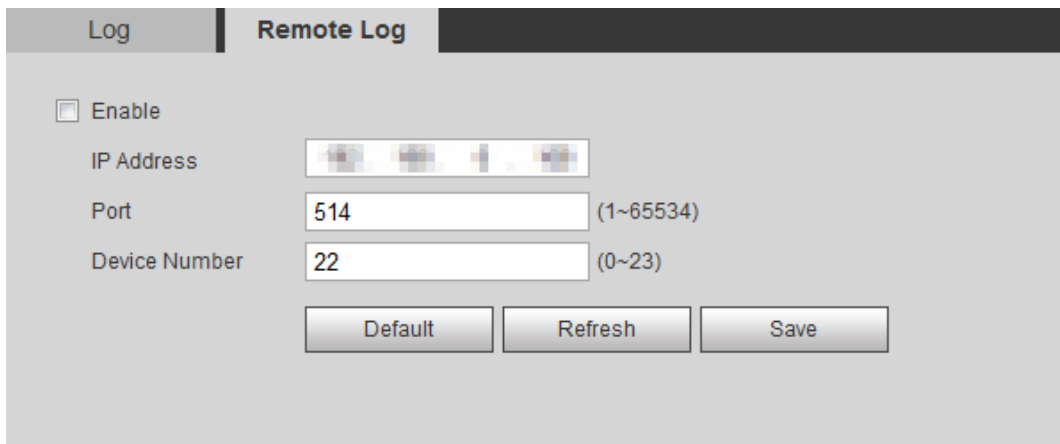 Log Remote Log
Enable
IP Address
Port 514 (1~65534)
Device Number 22 (0~23)
Default Refresh Save